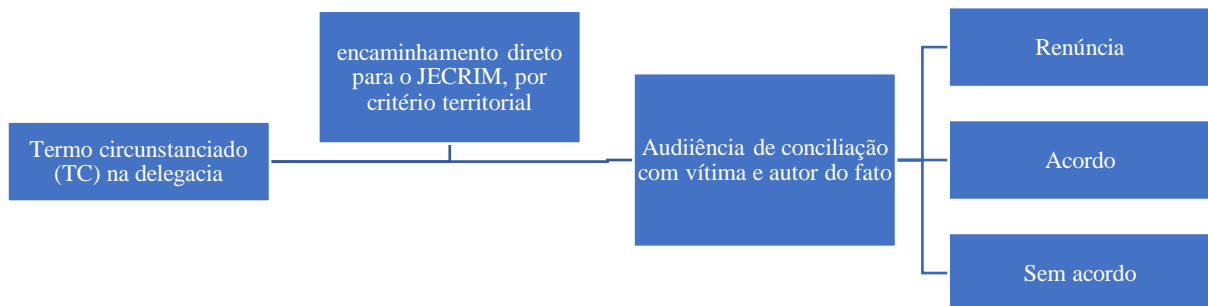 Termo circunstanciado
(TC) na delegacia
encaminhamento direto
para o JECRIM, por
critério territorial
Audiiência de conciliação
com vítima e autor do fato
Renúncia
Acordo
Sem acordo